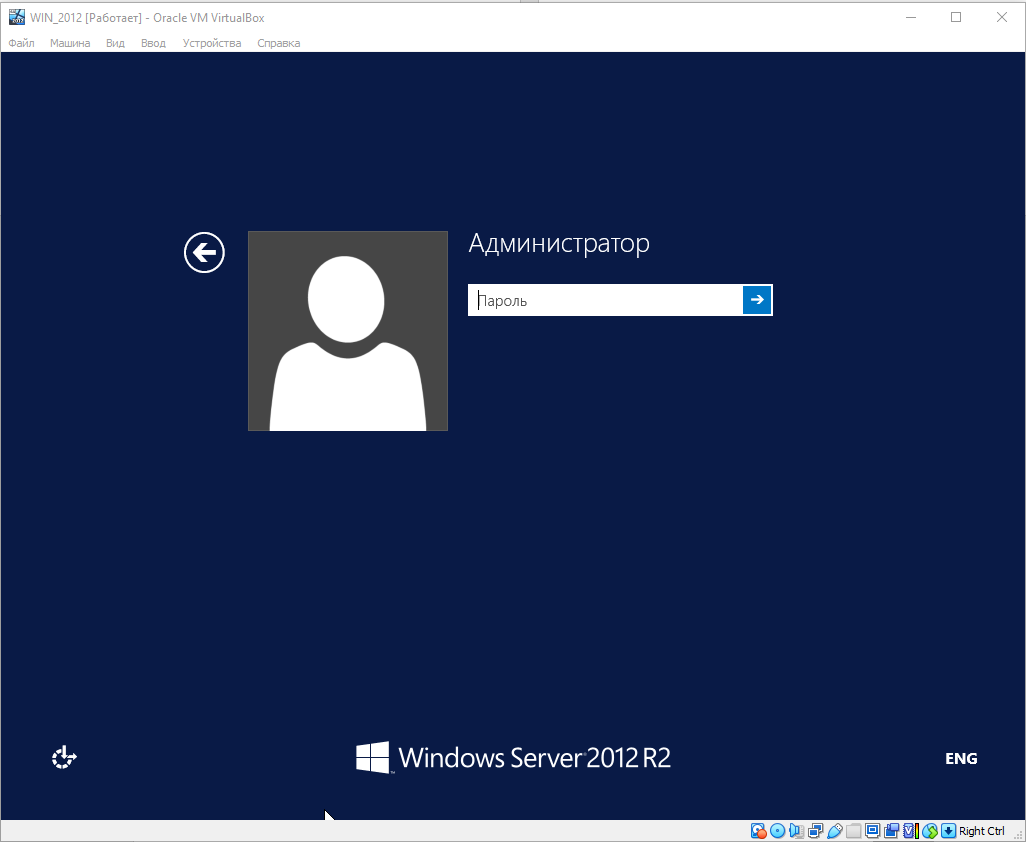 WIN_2012 [Работает] - Oracle VM VirtualBox
Файл Машина Вид Ввод Устройства Справка
Администратор
Пароль
Windows Server 2012 R2
ENG
Right Ctrl